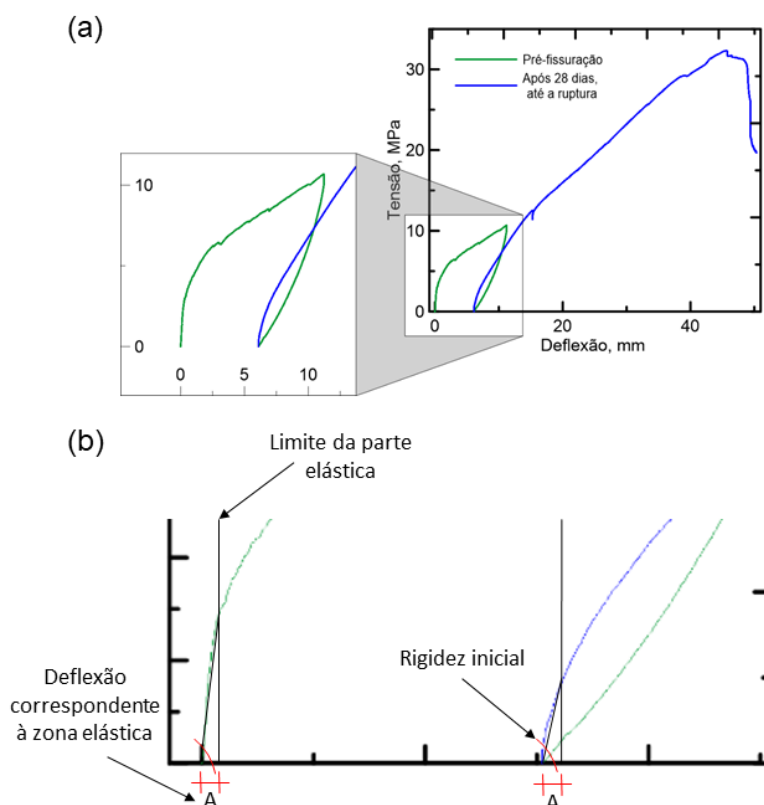 (a)
Pré-fissuração
Após 28 dias,
até a ruptura
Tensão, MPa
30
20
10
0
0
20
40
Deflexão, mm
10
0
0
5
10
(b)
Limite da parte
elástica
Rigidez inicial
Deflexão
correspondente
à zona elástica
A
A